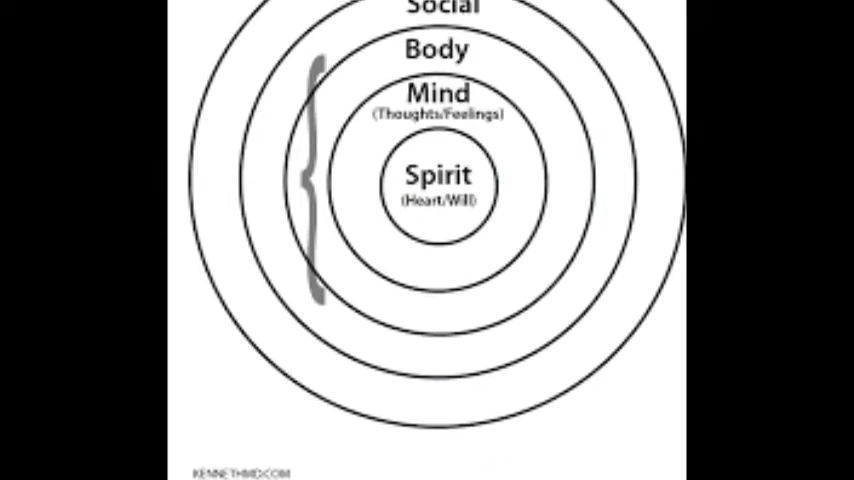 Social
Body
Mind
(Thoughts/Feelings)
Spirit
(Heart/Will)
KENNETHMD.COM